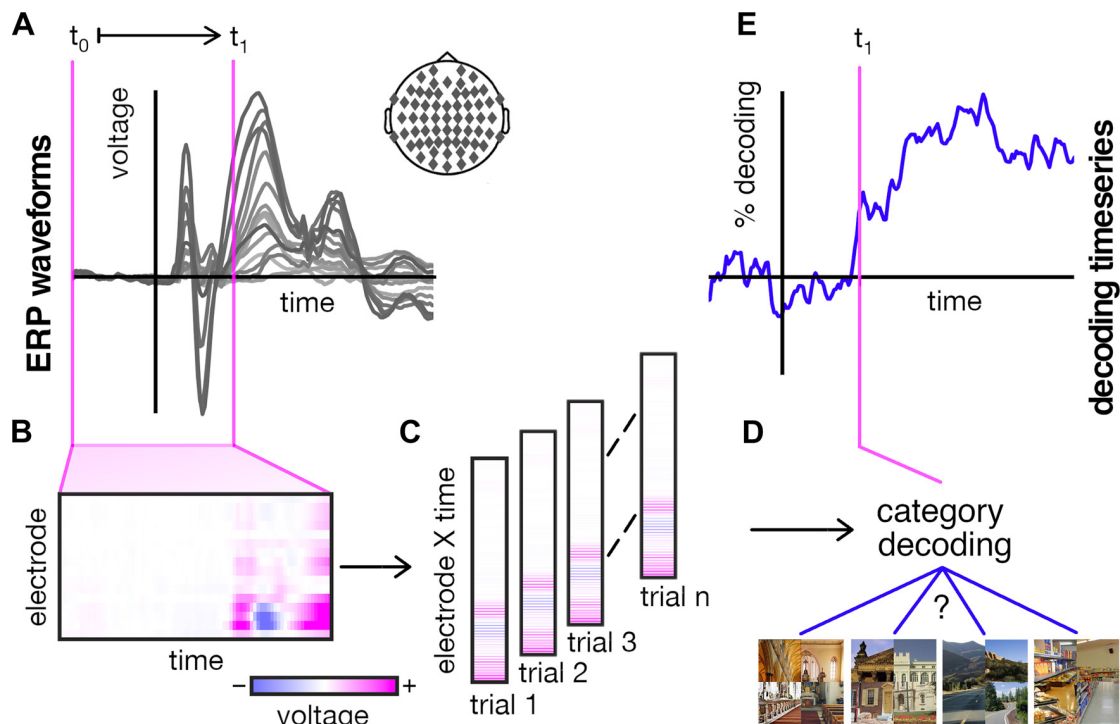 A
t0
t1
voltage
ERP waveforms
time
B
electrode
time
−
+
voltage
C
electrode X time
trial 1
trial 2
trial 3
trial n
E
t1
% decoding
decoding timeseries
time
D
category
decoding
?